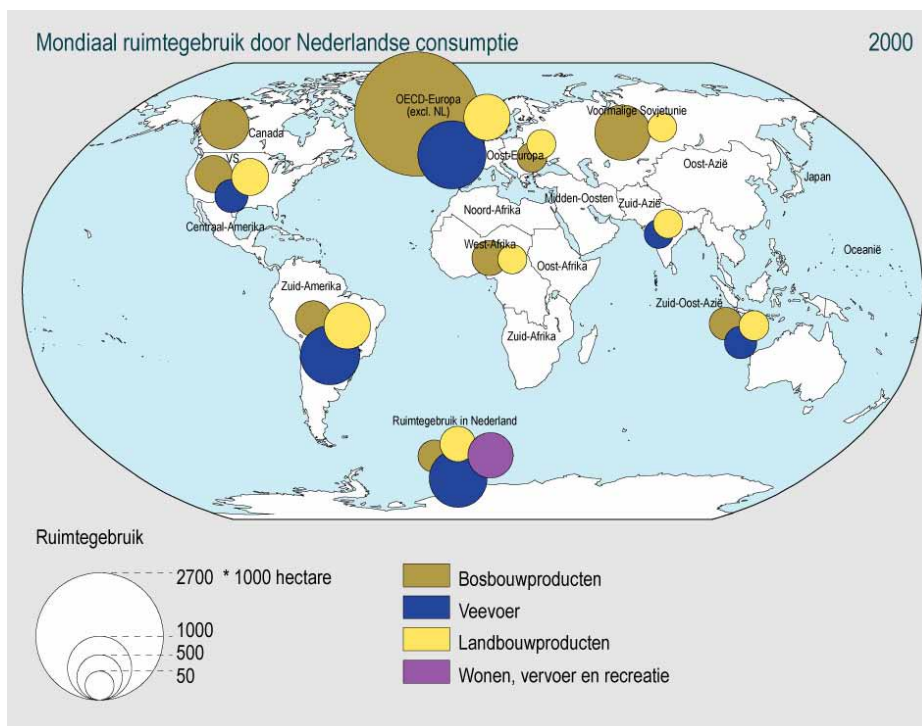 Mondiaal ruimtegebruik door Nederlandse consumptie
2000
OECD-Europa
(excl. NL)
Canada
Voormalige Sovjetunie
VS
Oost-Europa
Oost-Azië
Japan
Midden-Oosten
Zuid-Azië
Noord-Afrika
Centraal-Amerika
West-Afrika
Oceanië
Oost-Afrika
Zuid-Amerika
Zuid-Oost-Azië
Zuid-Afrika
Ruimtegebruik in Nederland
Ruimtegebruik
2700 * 1000 hectare
1000
500
50
Bosbouwproducten
Veevoer
Landbouwproducten
Wonen, vervoer en recreatie